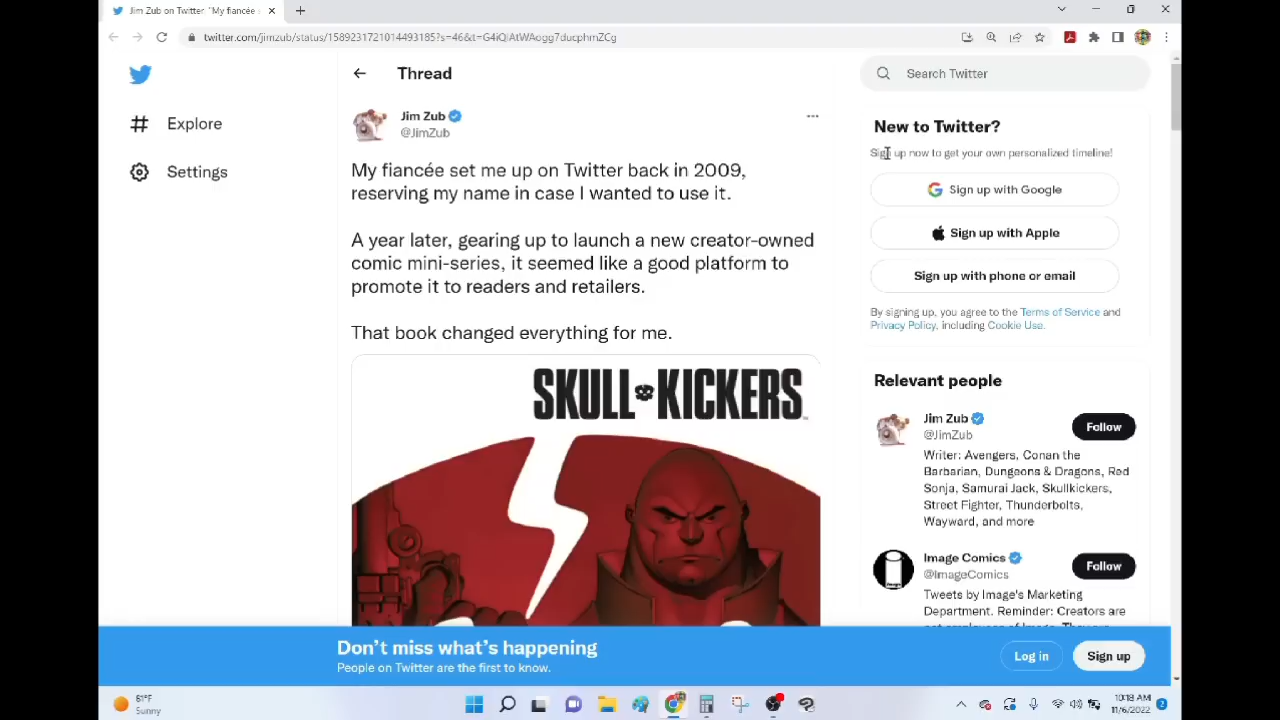 Jim Zub on Twitter: "My fiancée
twitter.com/jimzub/status/1589231721014493185?s=46&t=G4iQiAtWAogg7ducphmZCg
Explore
Settings
Thread
Jim Zub
@JimZub
My fiancée set me up on Twitter back in 2009,
reserving my name in case I wanted to use it.
A year later, gearing up to launch a new creator-owned
comic mini-series, it seemed like a good platform to
promote it to readers and retailers.
That book changed everything for me.
SKULL KICKERS
Search Twitter
New to Twitter?
Sign up now to get your own personalized timeline!
Sign up with Google
Sign up with Apple
Sign up with phone or email
By signing up, you agree to the Terms of Service and
Privacy Policy, including Cookie Use.
Relevant people
Jim Zub
@JimZub
Follow
Writer: Avengers, Conan the
Barbarian, Dungeons & Dragons, Red
Sonja, Samurai Jack, Skullkickers,
Street Fighter, Thunderbolts,
Wayward, and more
Image Comics
@ImageComics
Follow
Tweets by Image's Marketing
Department. Reminder: Creators are
Don't miss what's happening
People on Twitter are the first to know.
Log in
Sign up
61°F
Sunny
10:18 AM
11/6/2022
2